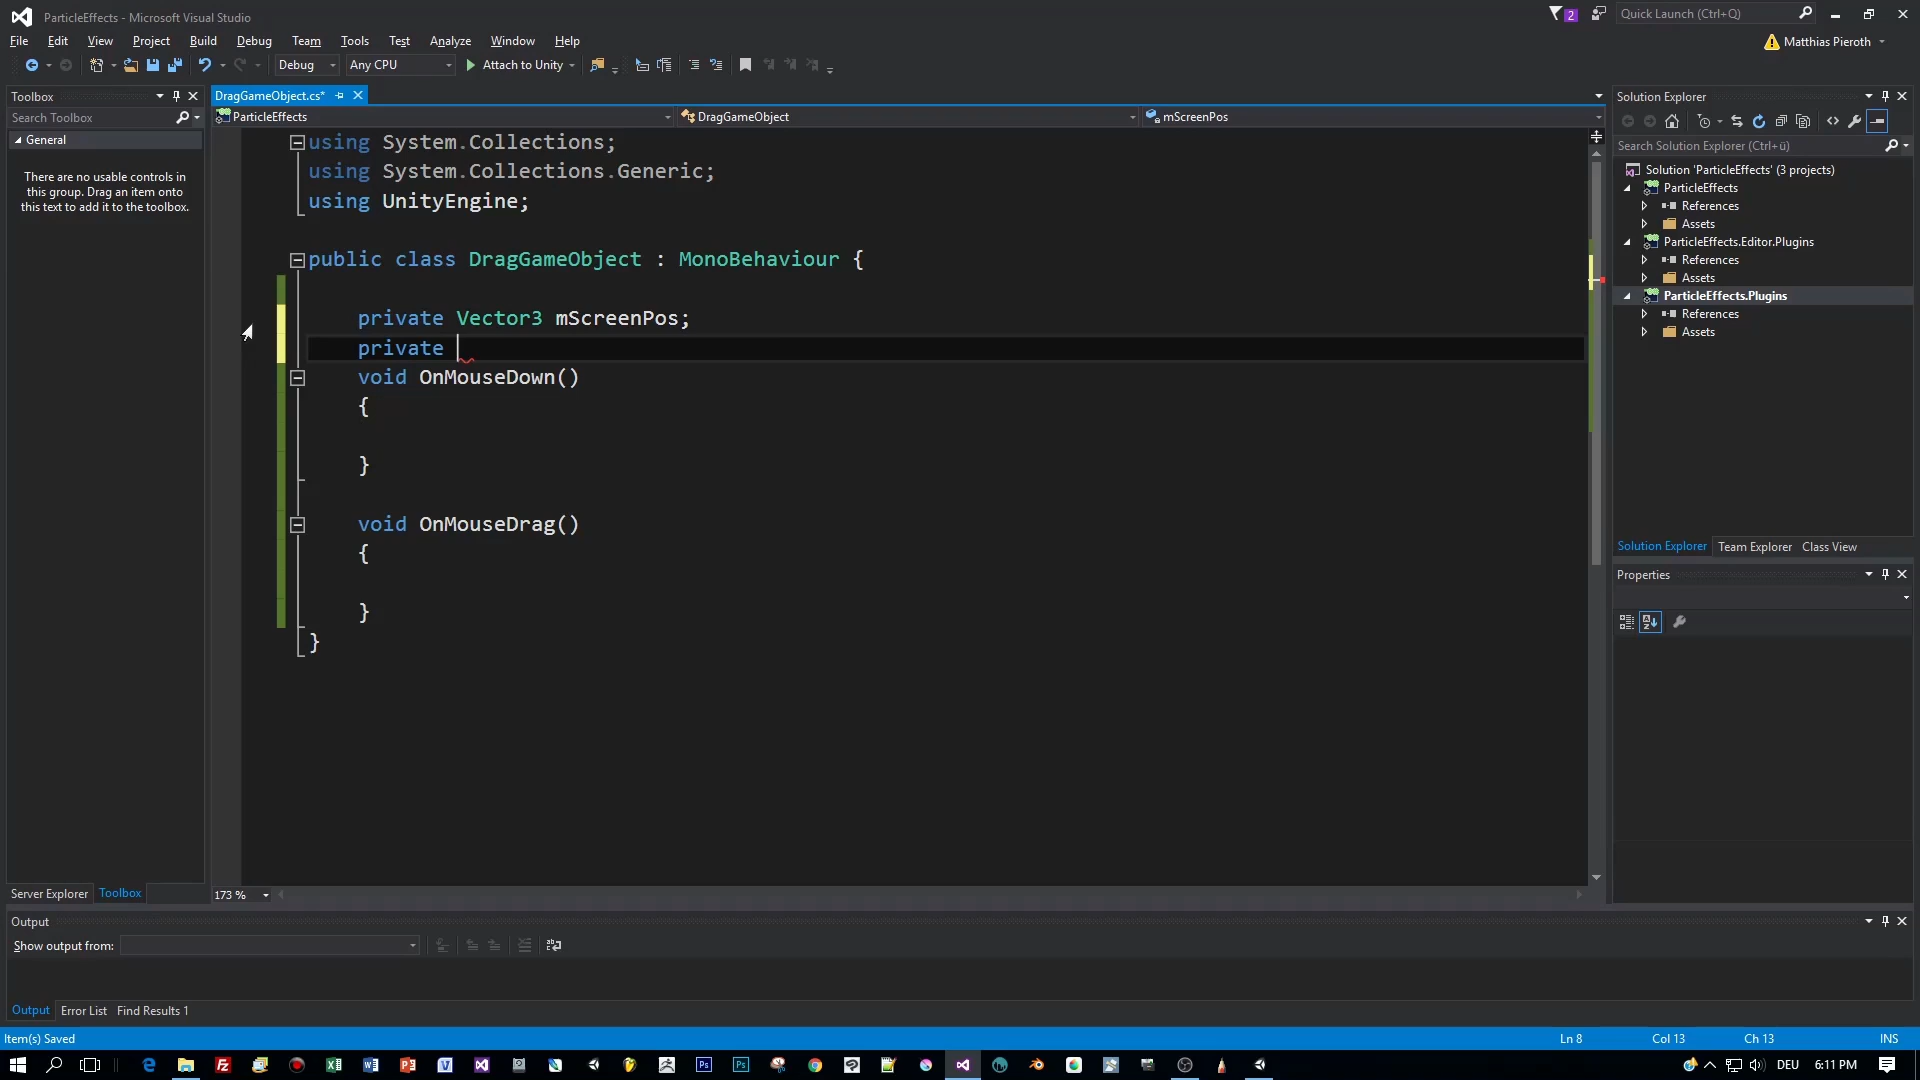 ParticleEffects - Microsoft Visual Studio
2
Quick Launch (Ctrl+Q)
File Edit View Project Build Debug Team Tools Test Analyze Window Help
Matthias Pieroth
Debug
Any CPU
Attach to Unity
Toolbox
Search Toolbox
General
There are no usable controls in
this group. Drag an item onto
this text to add it to the toolbox.
Server Explorer
Toolbox
DragGameObject.cs*
ParticleEffects
DragGameObject
mScreenPos
using System.Collections;
using System.Collections.Generic;
using UnityEngine;
public class DragGameObject : MonoBehaviour {
private Vector3 mScreenPos;
private
void OnMouseDown()
{
}
void OnMouseDrag()
{
}
}
173 %
Solution Explorer
Search Solution Explorer (Ctrl+ü)
Solution 'ParticleEffects' (3 projects)
ParticleEffects
References
Assets
ParticleEffects.Editor.Plugins
References
Assets
ParticleEffects.Plugins
References
Assets
Solution Explorer
Team Explorer
Class View
Properties
Output
Show output from:
Output
Error List
Find Results 1
Item(s) Saved
Ln 8
Col 13
Ch 13
INS
DEU
6:11 PM